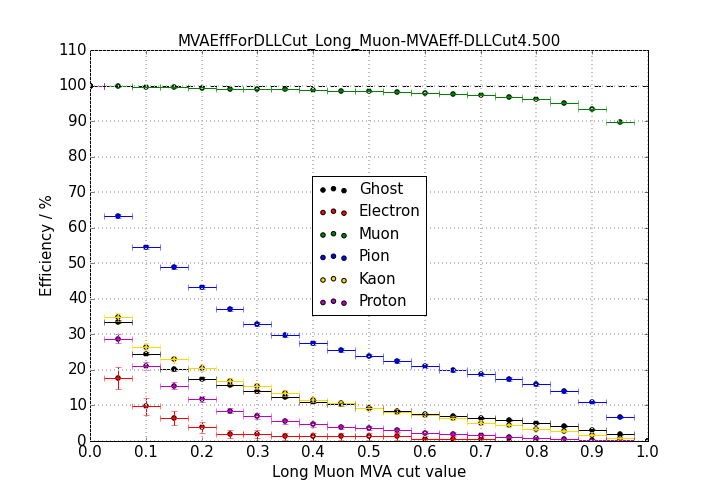 MVAEffForDLLCut_Long_Muon-MVAEff-DLLCut4.500
110
100
90
80
70
60
50
40
30
20
10
0
Efficiency / %
Ghost
Electron
Muon
Pion
Kaon
Proton
0.0 0.1 0.2 0.3 0.4 0.5 0.6 0.7 0.8 0.9 1.0
Long Muon MVA cut value